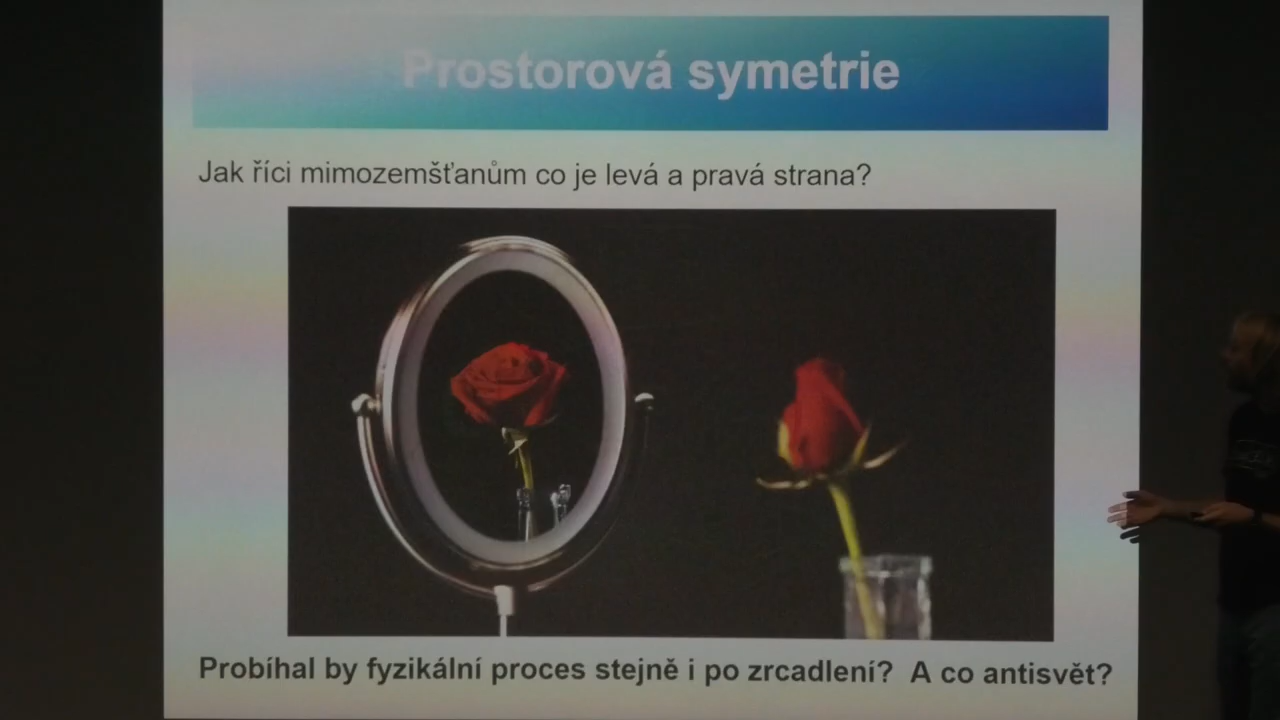 Prostorová symetrie
Jak říci mimozemšťanům co je levá a pravá strana?
Probíhal by fyzikální proces stejně i po zrcadlení? A co antisvět?